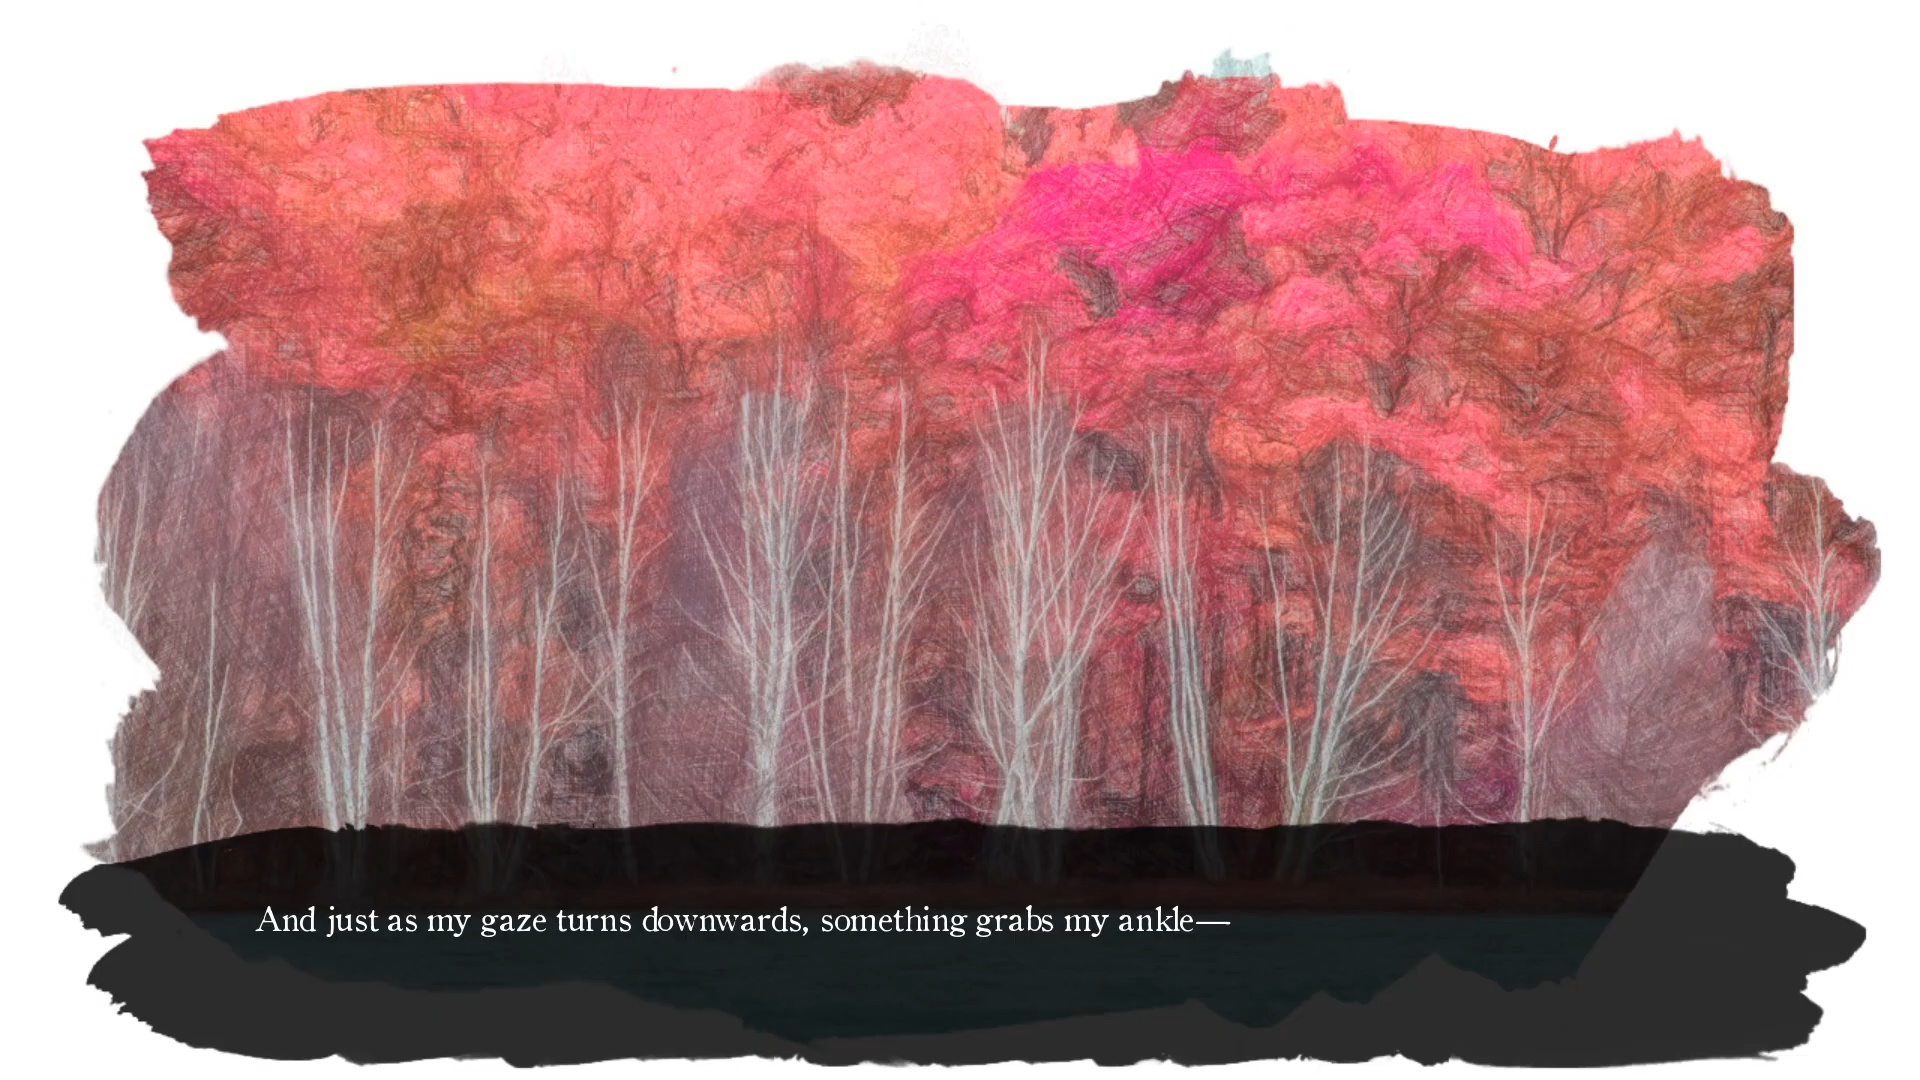 And just as my gaze turns downwards, something grabs my ankle—